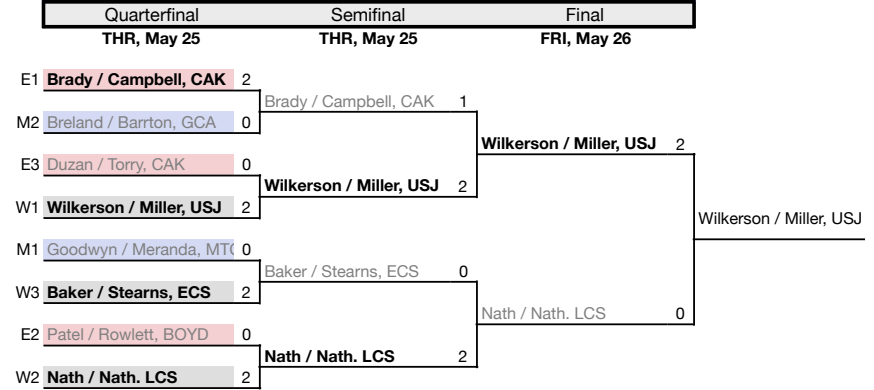 Quarterfinal Semifinal Final
THR, May 25 THR, May 25 FRI, May 26
E1 Brady / Campbell, CAK 2
Brady / Campbell, CAK 1
M2 Breland / Barrton, GCA 0
Wilkerson / Miller, USJ 2
E3 Duzan / Torry, CAK 0
Wilkerson / Miller, USJ 2
W1 Wilkerson / Miller, USJ 2
Wilkerson / Miller, USJ
M1 Goodwyn / Meranda, MTC 0
Baker / Stearns, ECS 0
W3 Baker / Stearns, ECS 2
Nath / Nath. LCS 0
E2 Patel / Rowlett, BOYD 0
Nath / Nath. LCS 2
W2 Nath / Nath. LCS 2